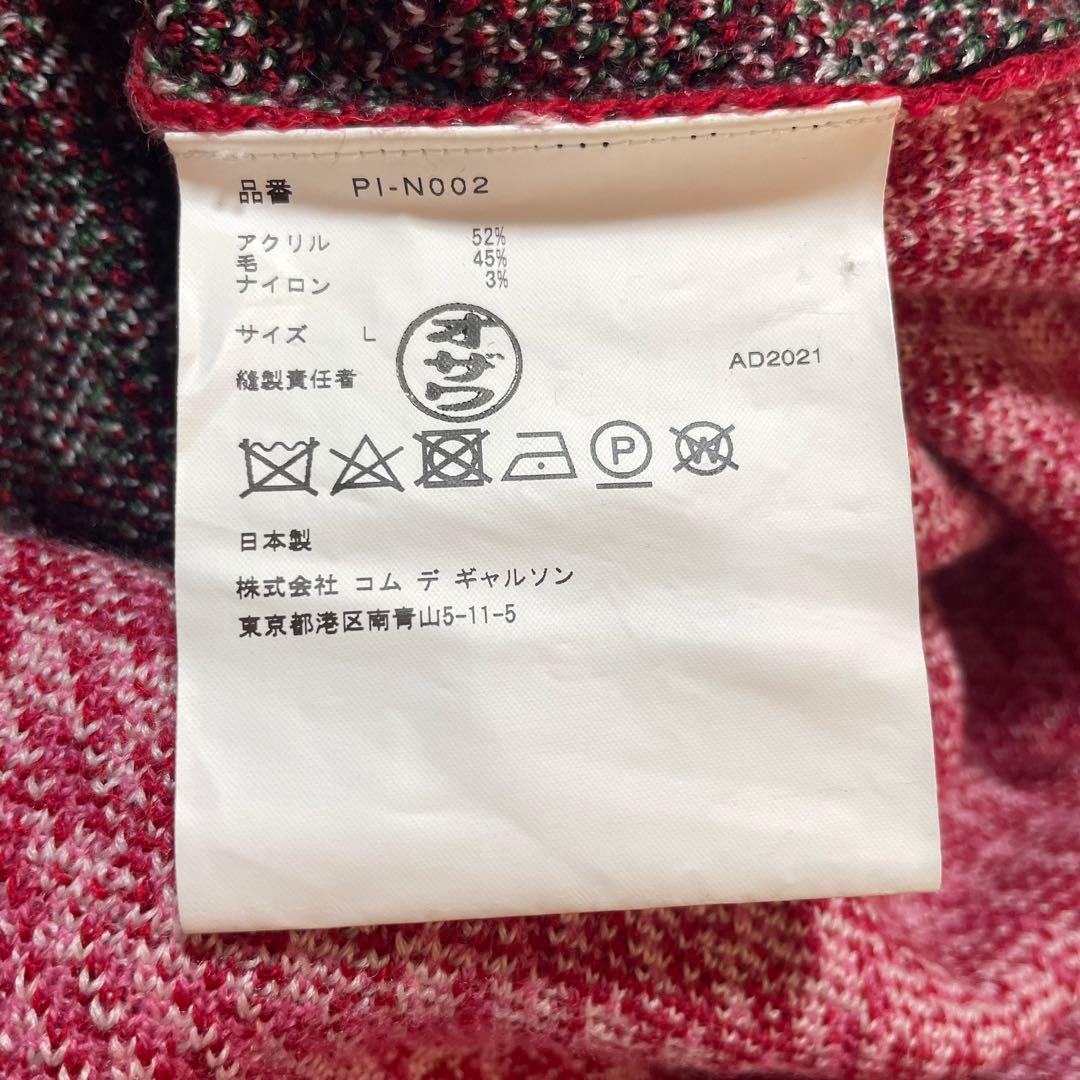 品番 PI-N002
アクリル 52%
毛 45%
ナイロン 3%
サイズ L
オザワ
縫製責任者
AD2021
P
W
日本製
株式会社 コム デ ギャルソン
東京都港区南青山5-11-5